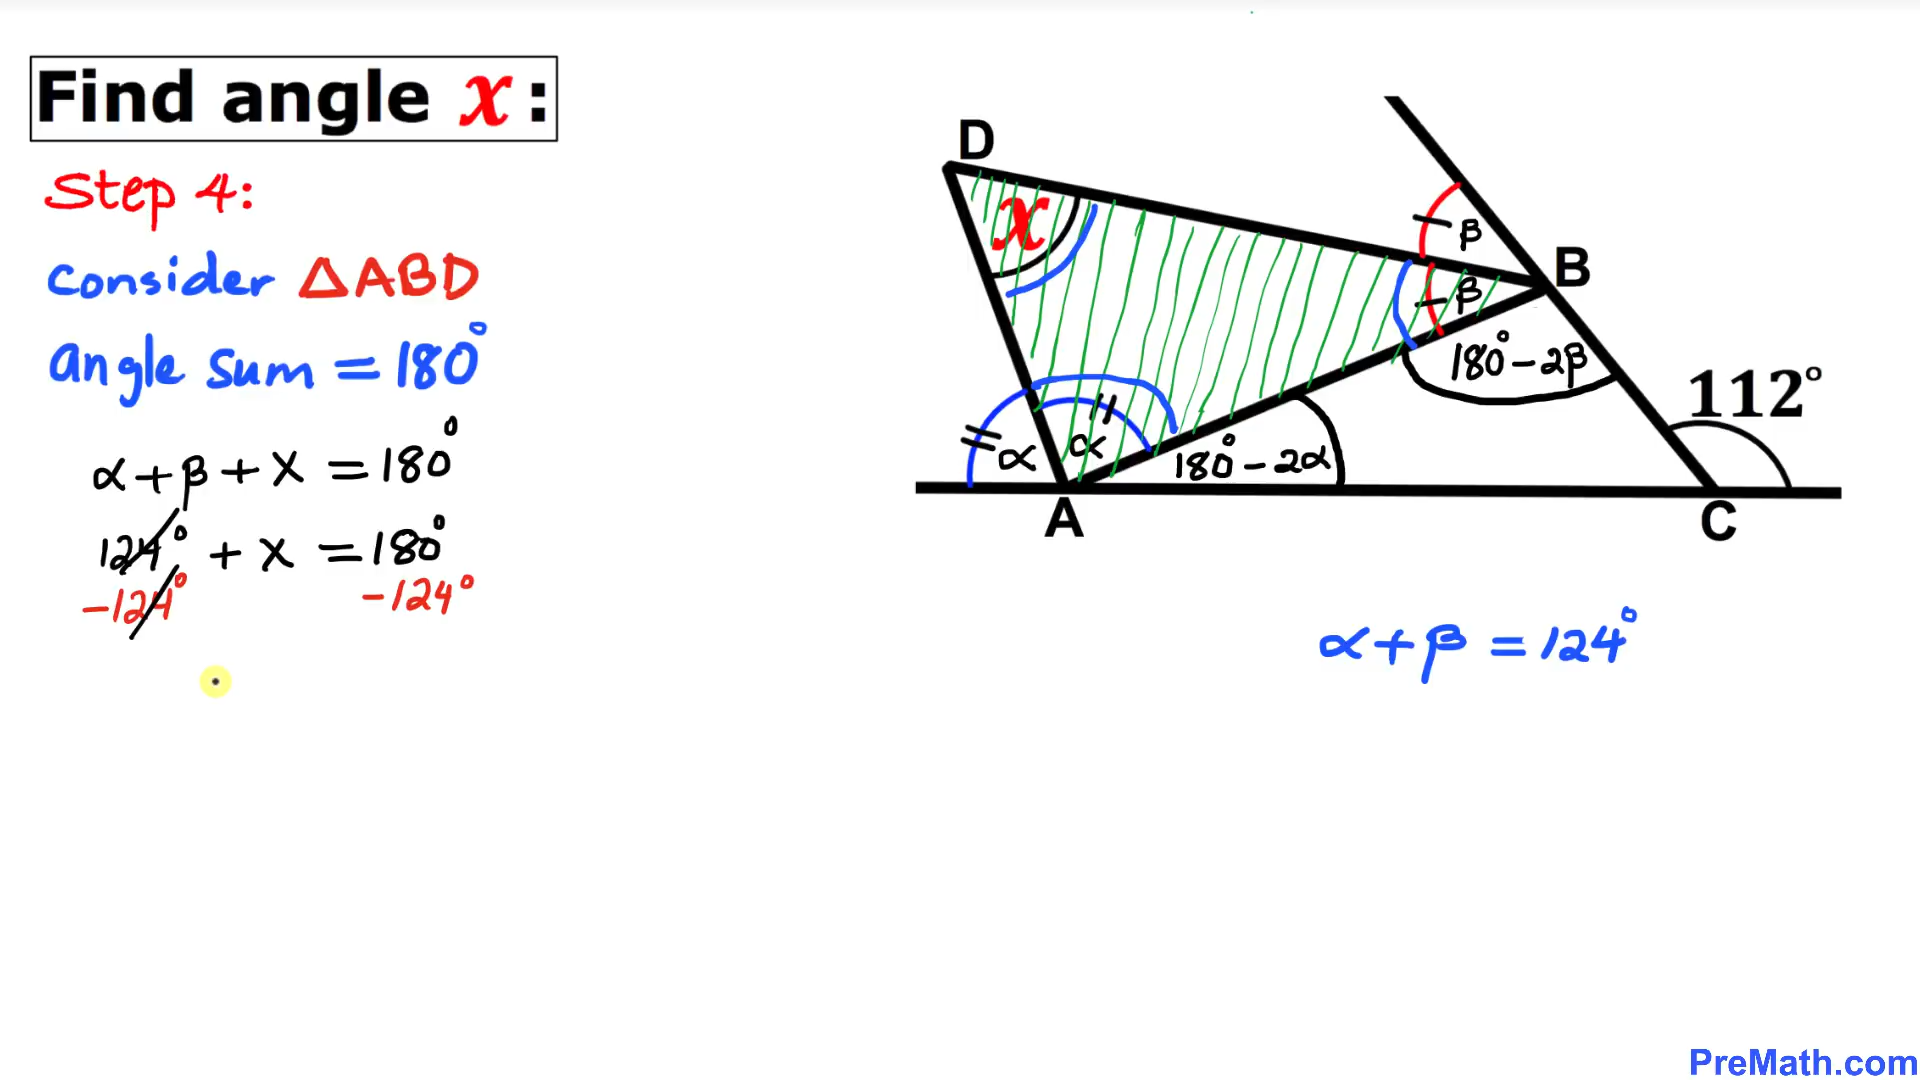 Find angle x:
Step 4:
Consider △ABD
angle sum = 180°
α + β + x = 180°
124° + x = 180°
-124° -124°
D
x
B
β
β
180° - 2β
112°
α
α
180° - 2α
A
C
α + β = 124°
PreMath.com